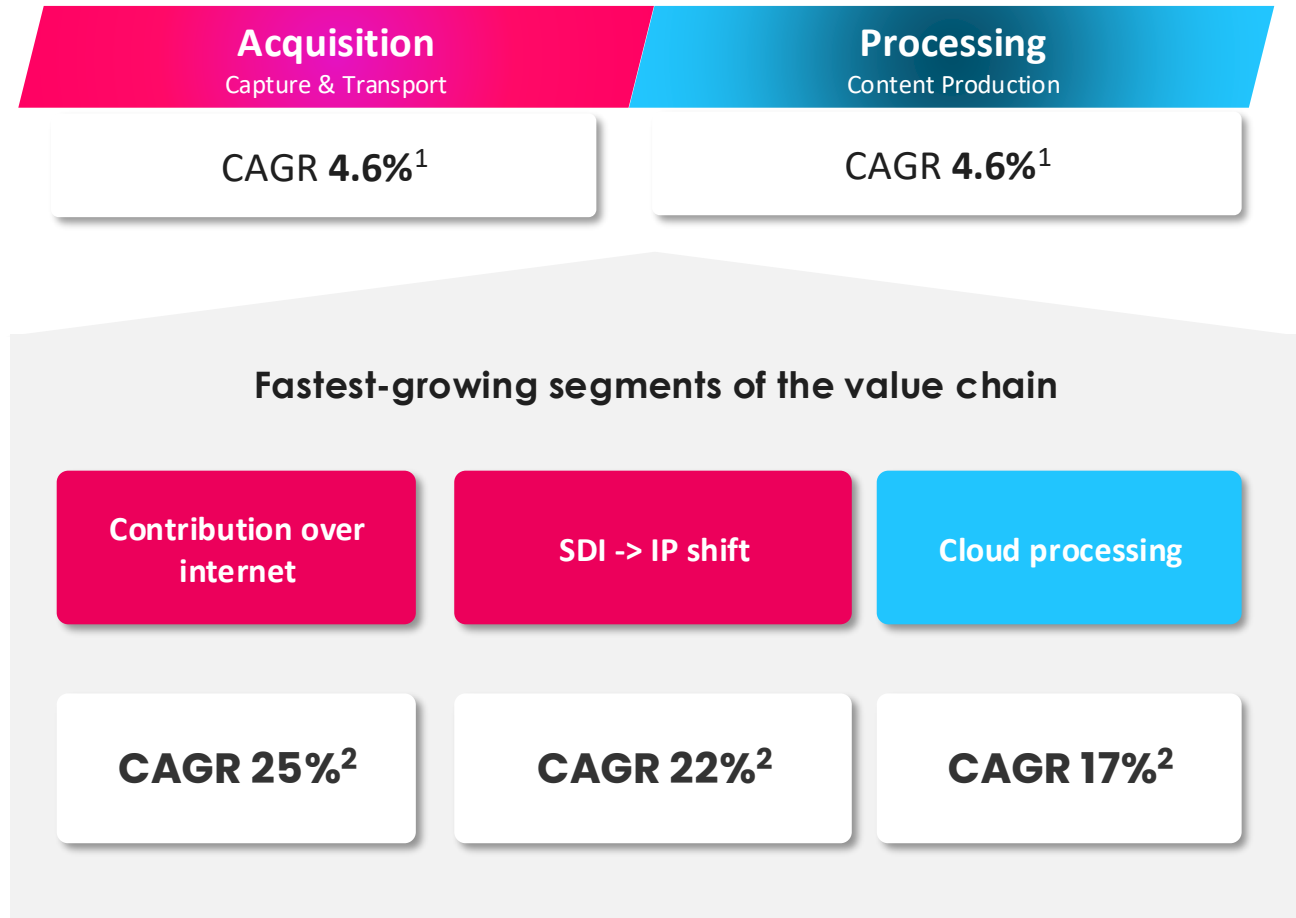 Acquisition
Capture & Transport
Processing
Content Production
CAGR 4.6%¹
CAGR 4.6%¹
Fastest-growing segments of the value chain
Contribution over
internet
SDI -> IP shift
Cloud processing
CAGR 25%²
CAGR 22%²
CAGR 17%²